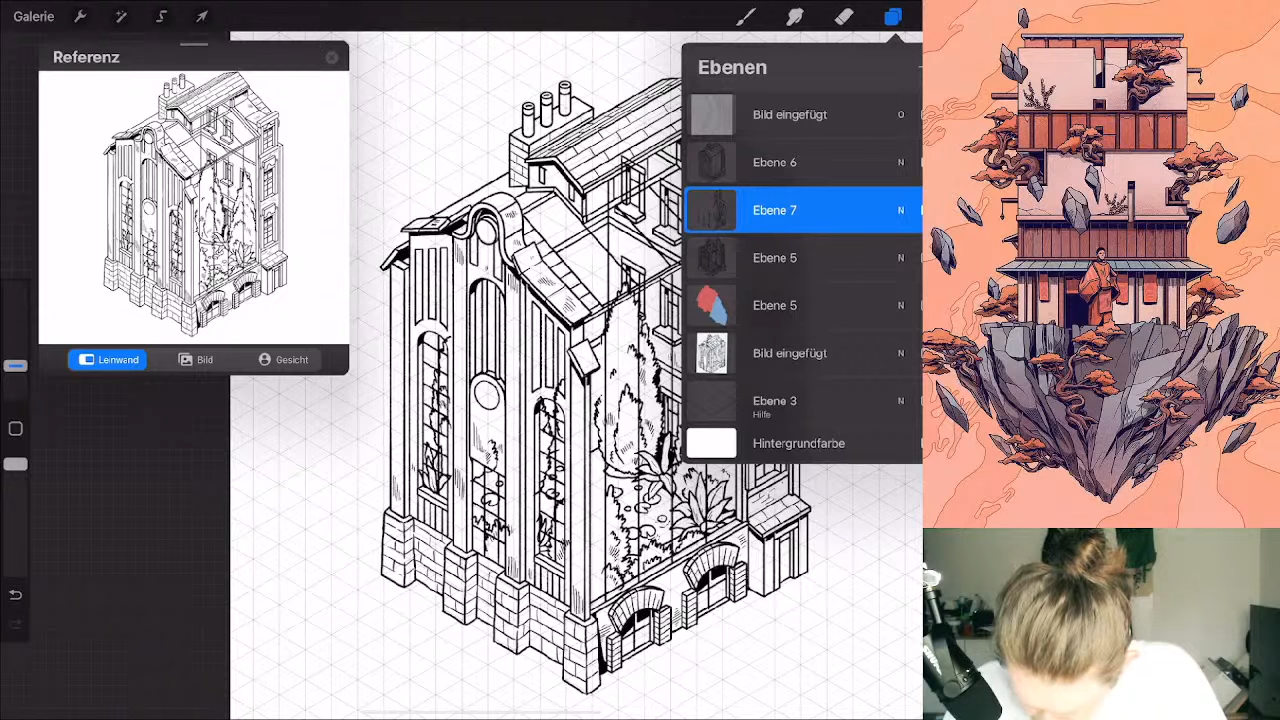 Galerie
Referenz
Leinwand
Bild
Gesicht
Ebenen
Bild eingefügt O
Ebene 6 N
Ebene 7 N
Ebene 5 N
Ebene 5 N
Bild eingefügt N
Ebene 3 N
Hilfe
Hintergrundfarbe